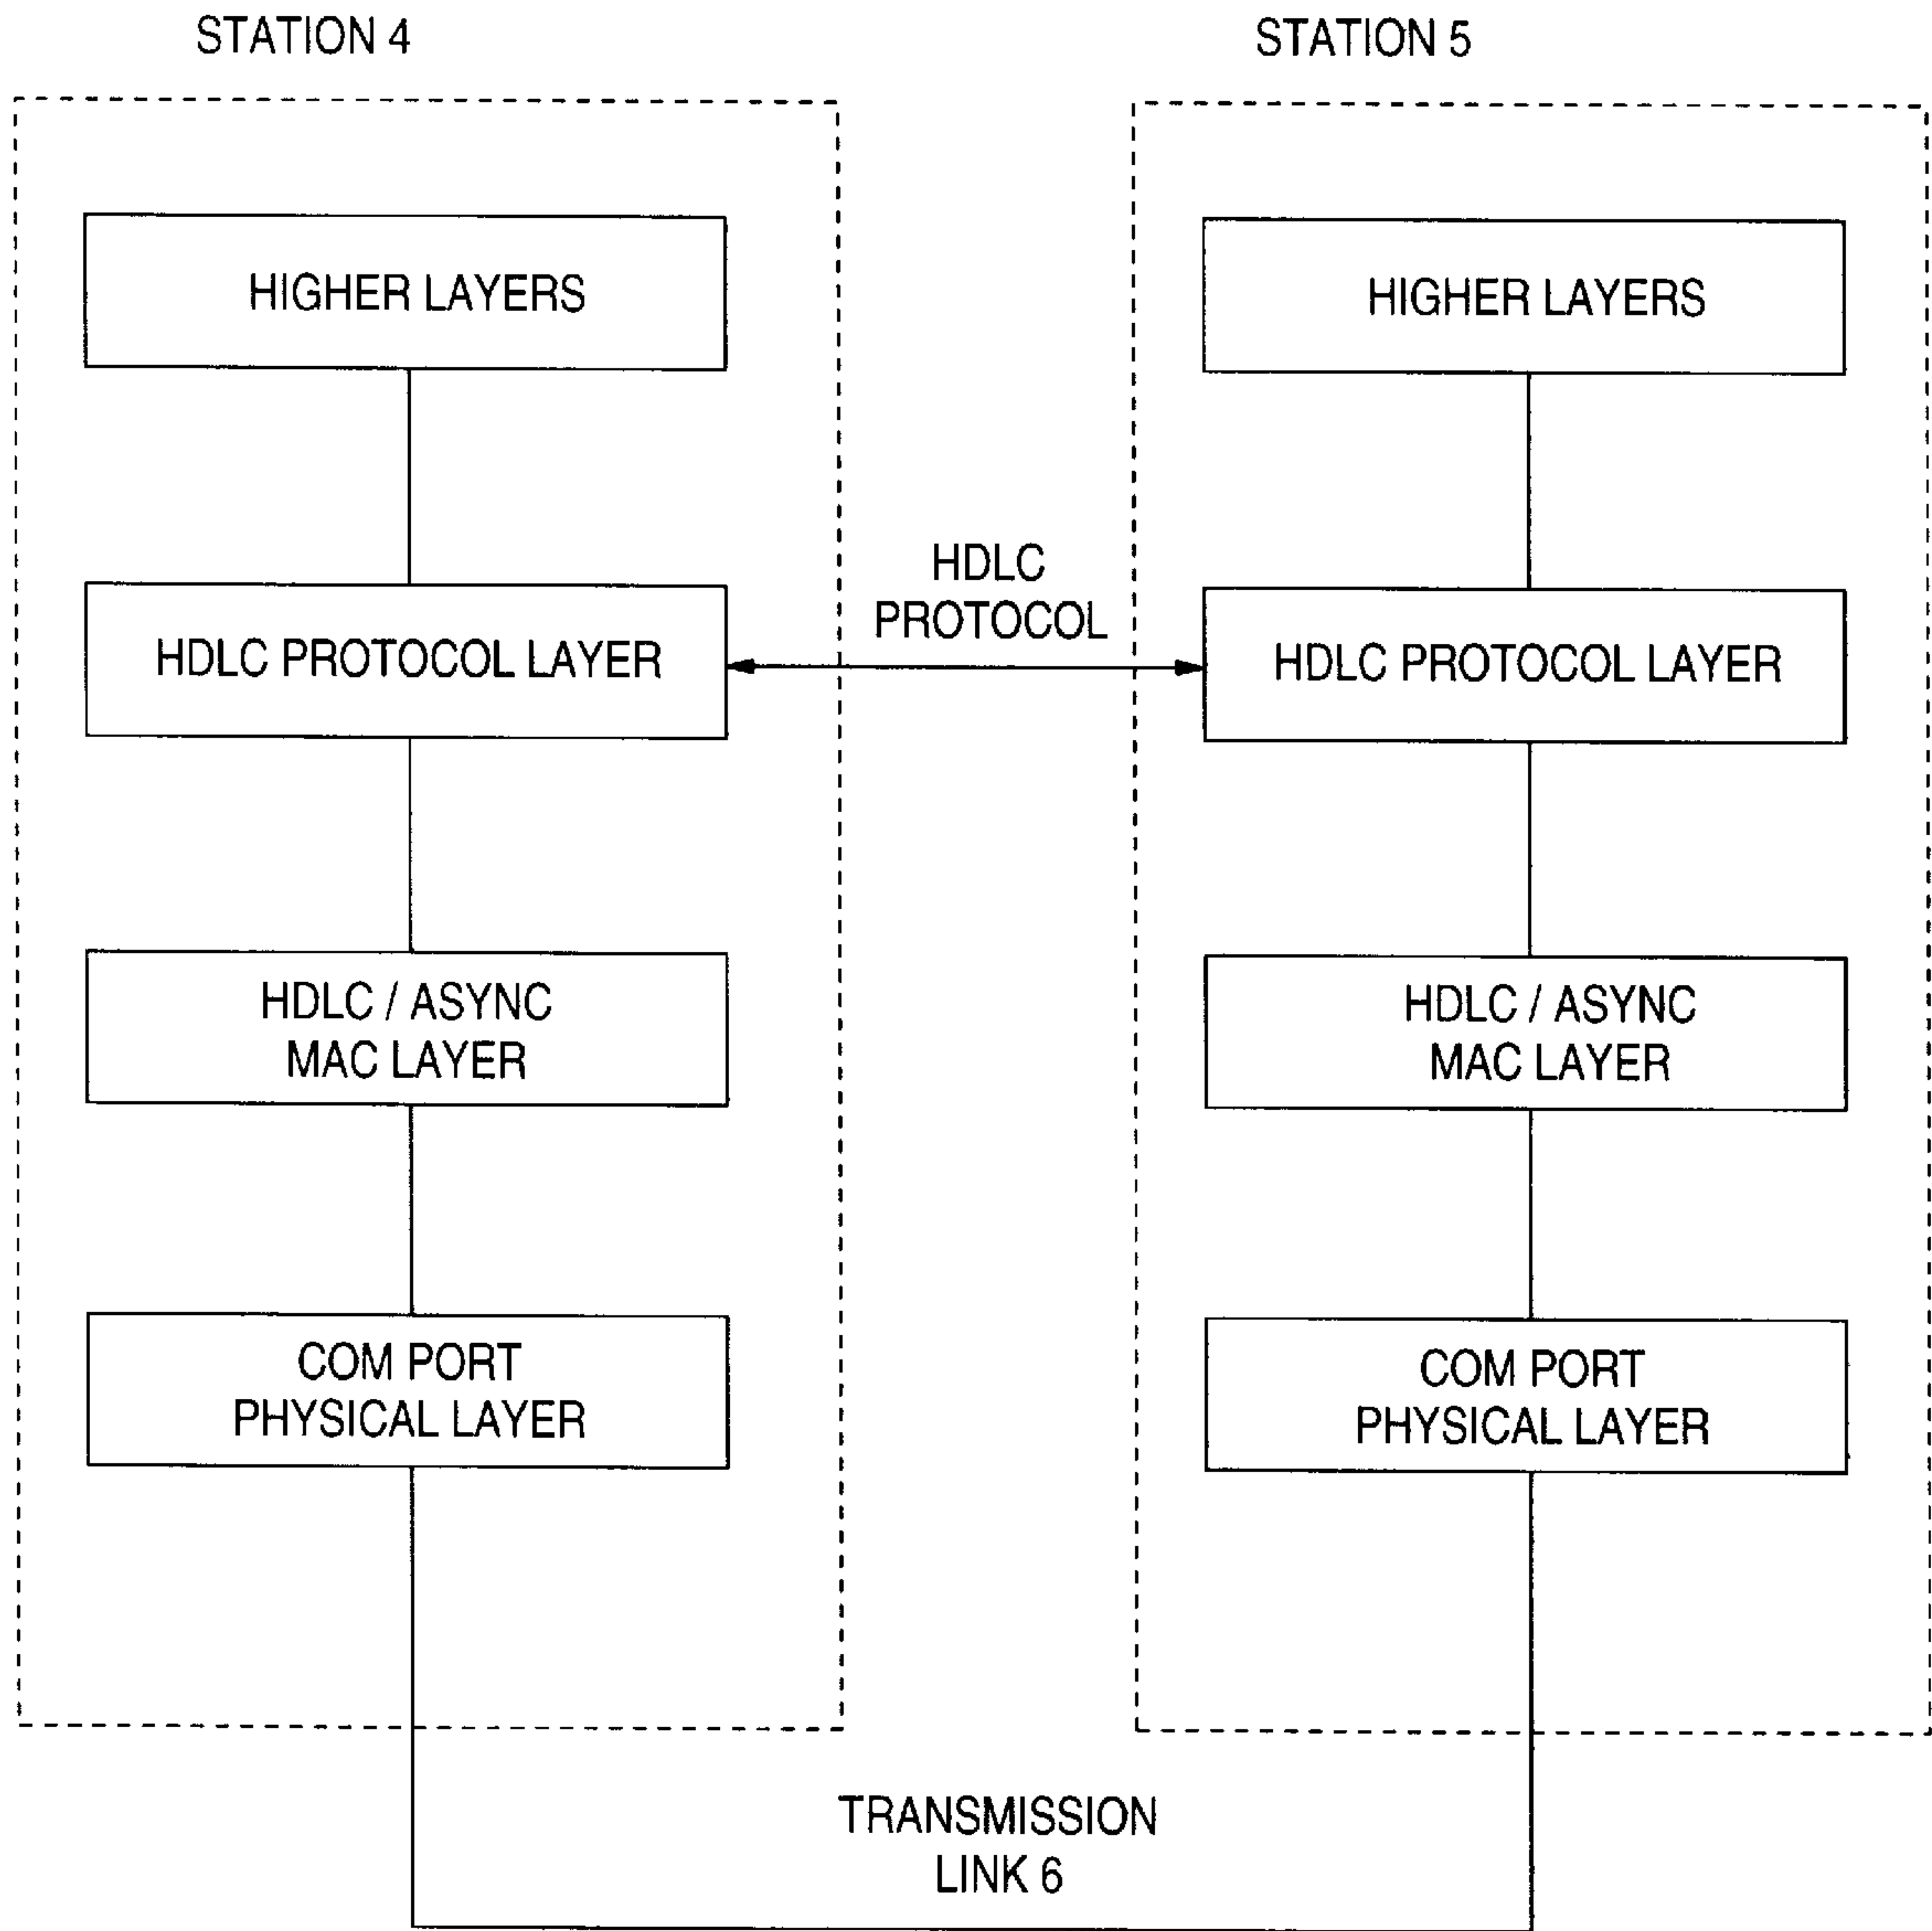 STATION 4
STATION 5
HIGHER LAYERS
HIGHER LAYERS
HDLC
PROTOCOL
HDLC PROTOCOL LAYER
HDLC PROTOCOL LAYER
HDLC / ASYNC
MAC LAYER
HDLC / ASYNC
MAC LAYER
COM PORT
PHYSICAL LAYER
COM PORT
PHYSICAL LAYER
TRANSMISSION
LINK 6